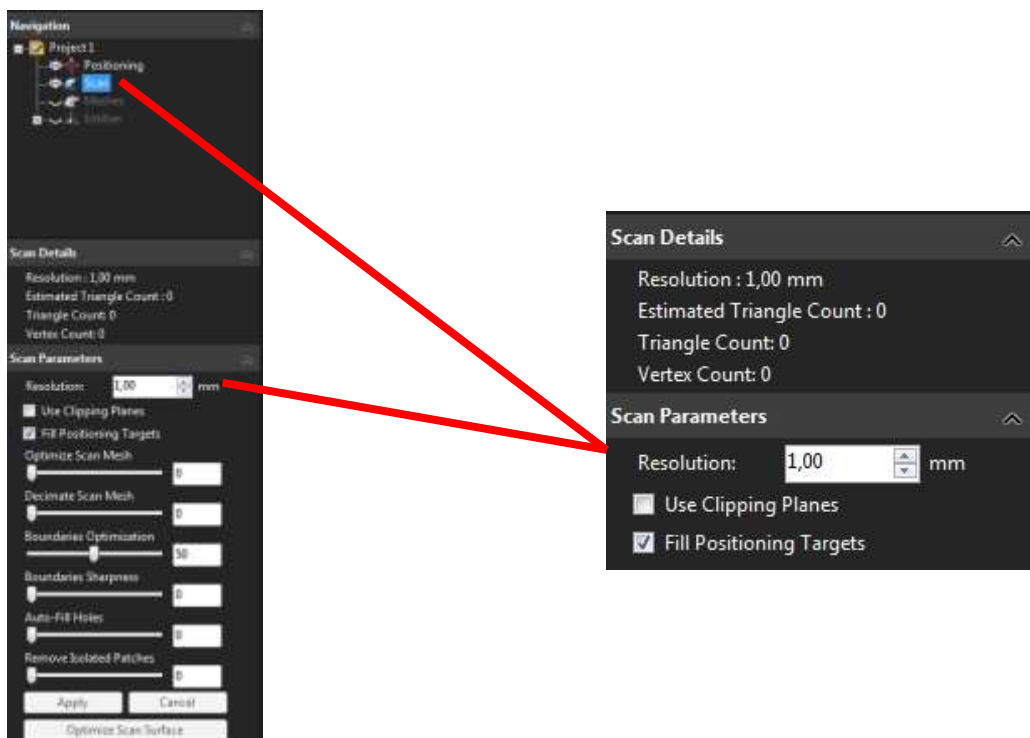 Navigation
Project 1
Positioning
Scan
Meshes
Entities
Scan Details
Resolution : 1,00 mm
Estimated Triangle Count : 0
Triangle Count: 0
Vertex Count: 0
Scan Parameters
Resolution: 1,00 mm
Use Clipping Planes
Fill Positioning Targets
Optimize Scan Mesh
0
Decimate Scan Mesh
0
Boundaries Optimization
50
Boundaries Sharpness
0
Auto-Fill Holes
0
Remove Isolated Patches
0
Apply Cancel
Optimize Scan Surface
Scan Details
Resolution : 1,00 mm
Estimated Triangle Count : 0
Triangle Count: 0
Vertex Count: 0
Scan Parameters
Resolution: 1,00 mm
Use Clipping Planes
Fill Positioning Targets